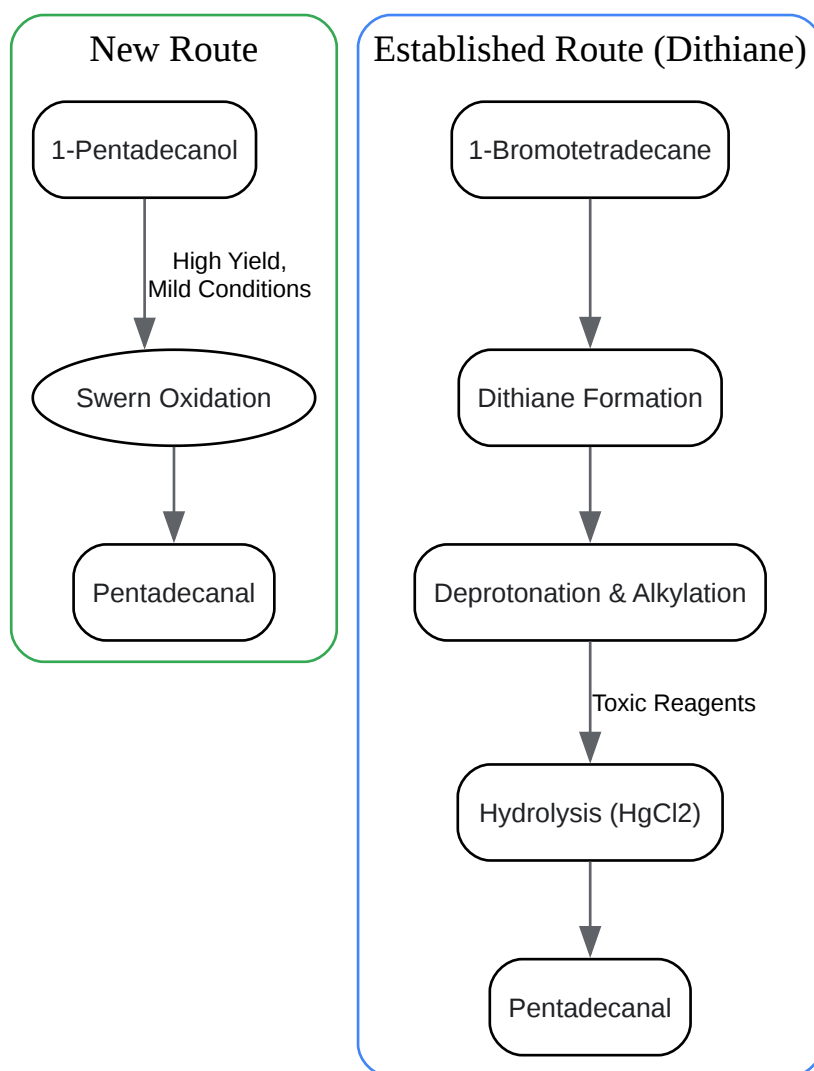 New Route
1-Pentadecanol
High Yield,
Mild Conditions
Swern Oxidation
Pentadecanal
Established Route (Dithiane)
1-Bromotetradecane
Dithiane Formation
Deprotonation & Alkylation
Toxic Reagents
Hydrolysis (HgCl2)
Pentadecanal